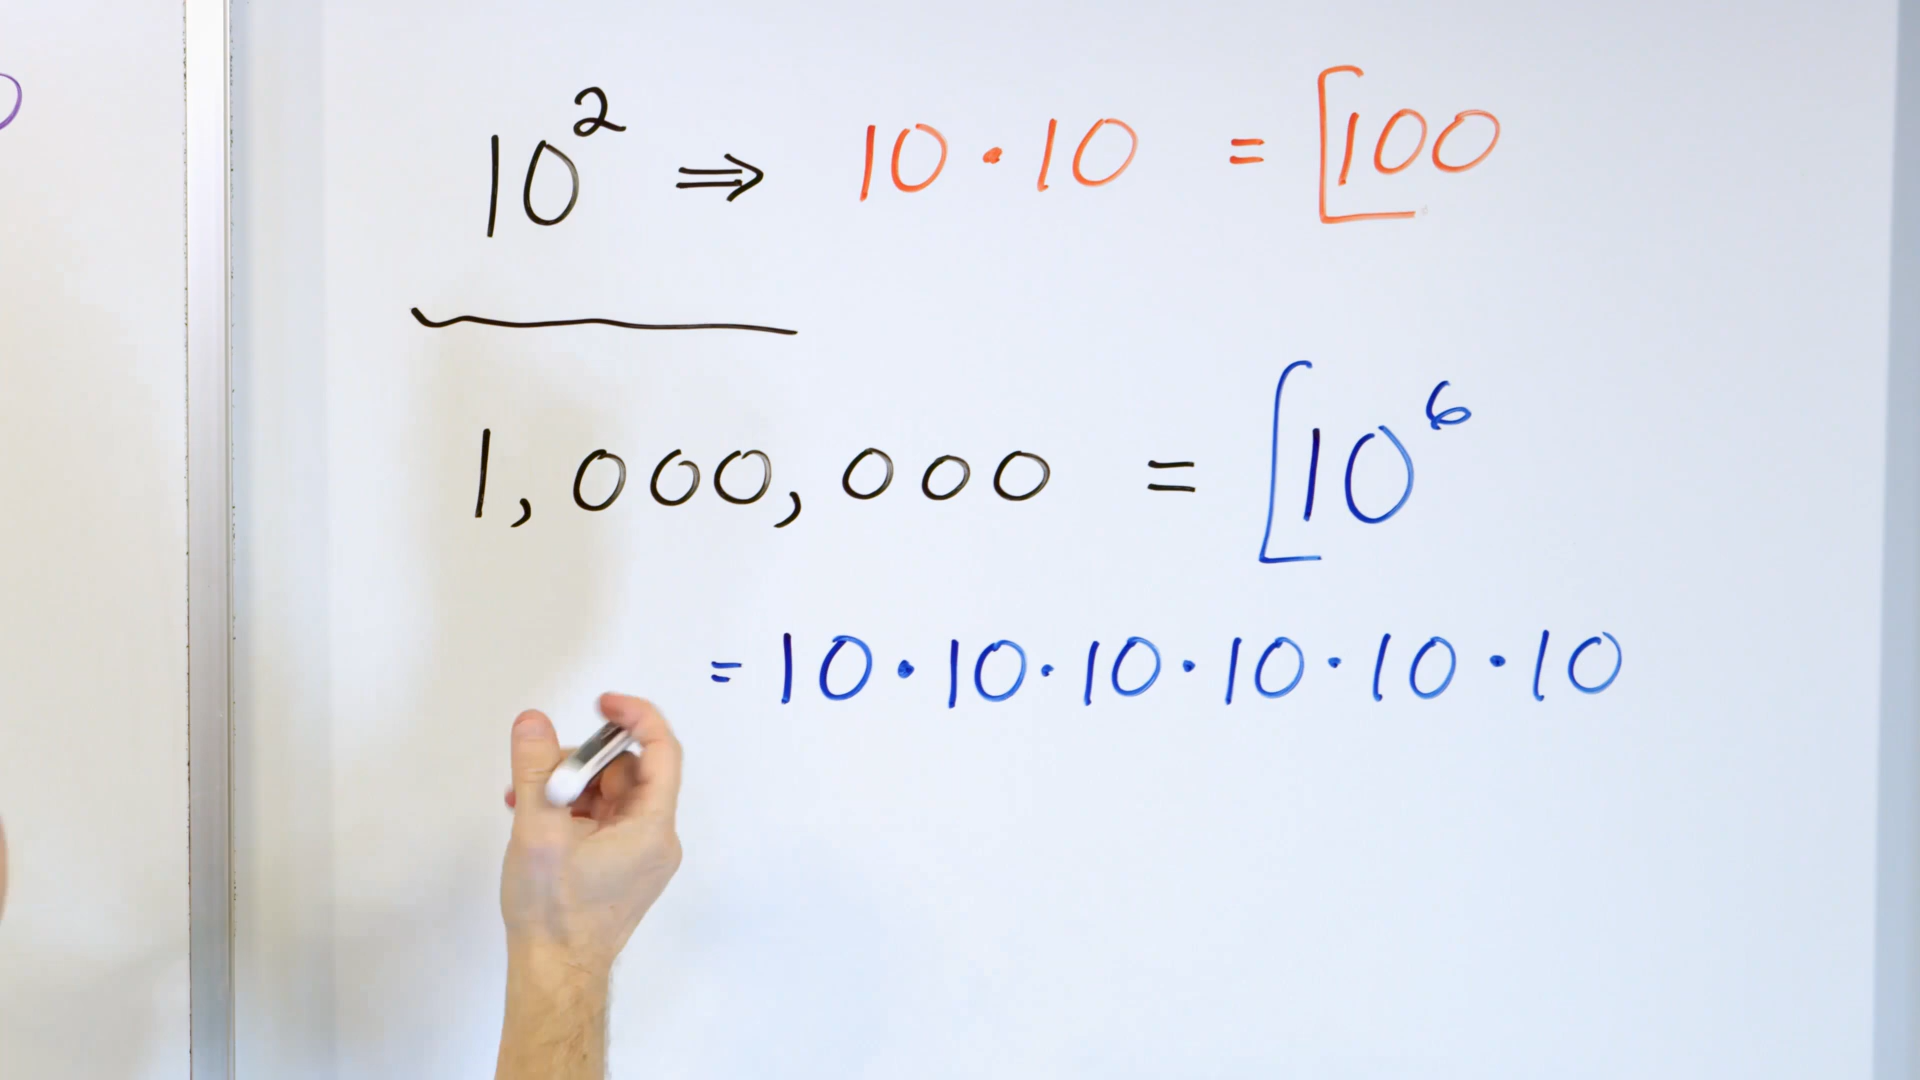 10² ⇒ 10 · 10 = [100
1,000,000 = [10⁶
= 10 · 10 · 10 · 10 · 10 · 10